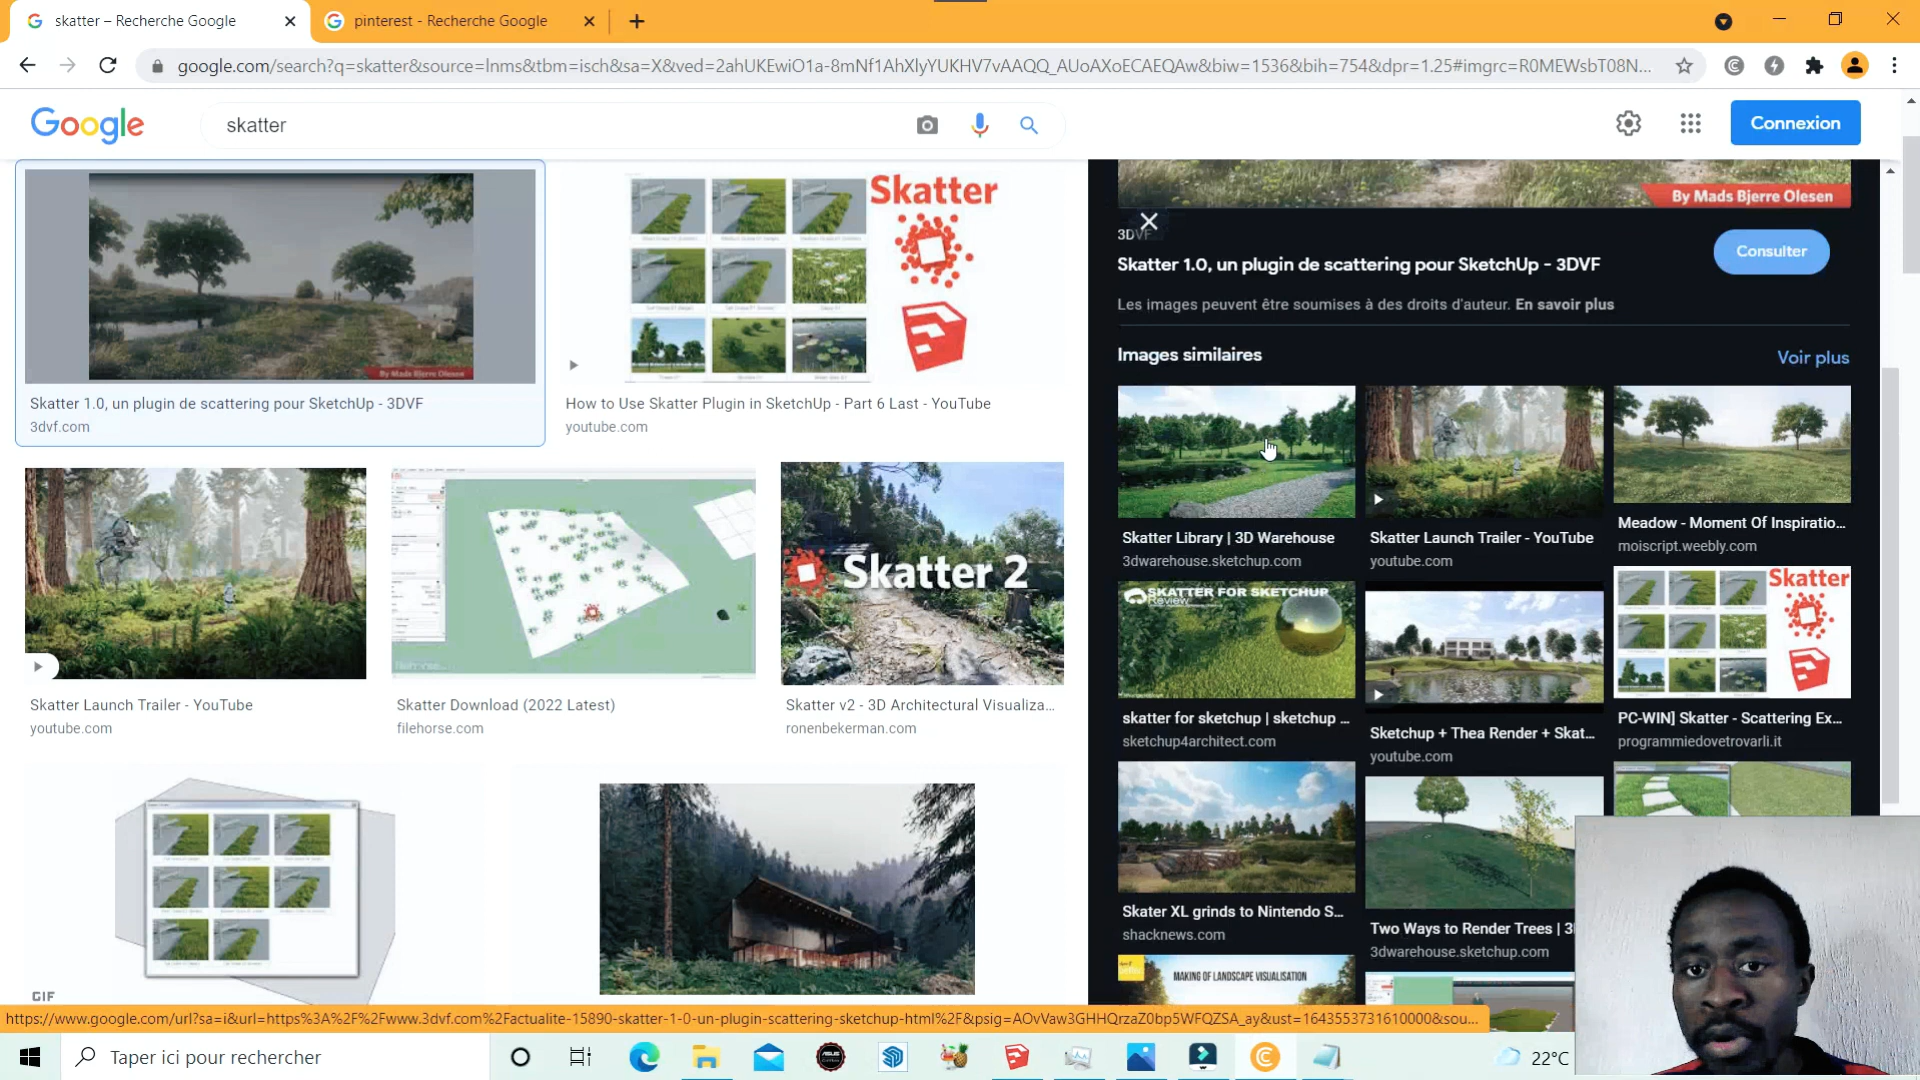 skatter – Recherche Google
pinterest - Recherche Google
google.com/search?q=skatter&source=lnms&tbm=isch&sa=X&ved=2ahUKEwiO1a-8mNf1AhXlyYUKHV7vAAQQ_AUoAXoECAEQAw&biw=1536&bih=754&dpr=1.25#imgrc=R0MEWsbT08N...
Google
skatter
Connexion
By Mads Bjerre Olesen
3DVF
Skatter 1.0, un plugin de scattering pour SketchUp - 3DVF
Consulter
Les images peuvent être soumises à des droits d'auteur. En savoir plus
Images similaires
Voir plus
By Mads Bjerre Olesen
Skatter 1.0, un plugin de scattering pour SketchUp - 3DVF
3dvf.com
Skatter
How to Use Skatter Plugin in SketchUp - Part 6 Last - YouTube
youtube.com
Skatter Library | 3D Warehouse
3dwarehouse.sketchup.com
Skatter Launch Trailer - YouTube
youtube.com
Meadow - Moment Of Inspiratio...
moiscript.weebly.com
Skatter Launch Trailer - YouTube
youtube.com
Skatter Download (2022 Latest)
filehorse.com
Skatter 2
Skatter v2 - 3D Architectural Visualiza...
ronenbekerman.com
SKATTER FOR SKETCHUP
Review
skatter for sketchup | sketchup ...
sketchup4architect.com
Sketchup + Thea Render + Skat...
youtube.com
Skatter
PC-WIN] Skatter - Scattering Ex...
programmiedovetrovarli.it
Skater XL grinds to Nintendo S...
shacknews.com
Two Ways to Render Trees | 3
3dwarehouse.sketchup.com
MAKING OF LANDSCAPE VISUALISATION
GIF
https://www.google.com/url?sa=i&url=https%3A%2F%2Fwww.3dvf.com%2Factualite-15890-skatter-1-0-un-plugin-scattering-sketchup-html%2F&psig=AOvVaw3GHHQrzaZ0bp5WFQZSA_ay&ust=1643553731610000&sou...
Taper ici pour rechercher
22°C